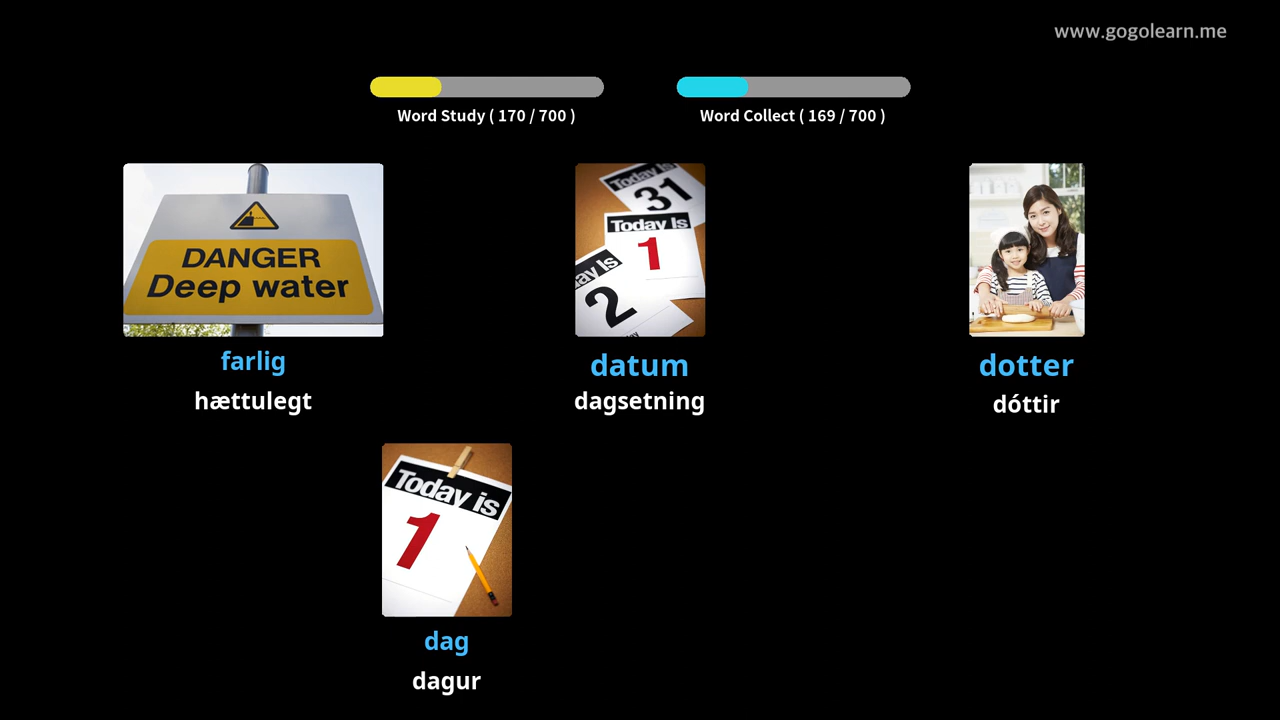 www.gogolearn.me
Word Study ( 170 / 700 )
Word Collect ( 169 / 700 )
DANGER
Deep water
Today is
31
Today Is
1
ay Is
2
farlig
datum
dotter
hættulegt
dagsetning
dóttir
Today is
1
dag
dagur